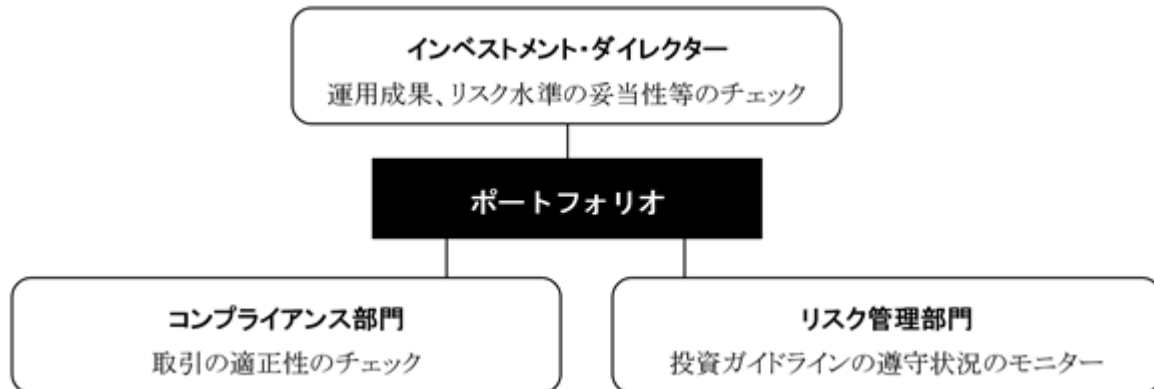 インベストメント・ダイレクター
運用成果、リスク水準の妥当性等のチェック
ポートフォリオ
コンプライアンス部門
取引の適正性のチェック
リスク管理部門
投資ガイドラインの遵守状況のモニター